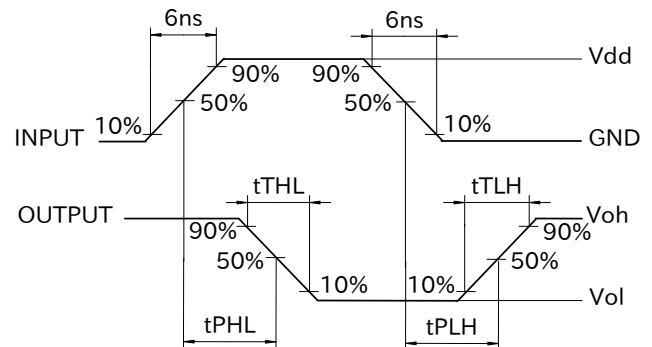 6ns 6ns
Vdd
90% 90%
50% 50%
10% 10%
INPUT GND
tTHL tTLH
OUTPUT Voh
90% 90%
50% 50%
10% 10%
Vol
tPHL tPLH